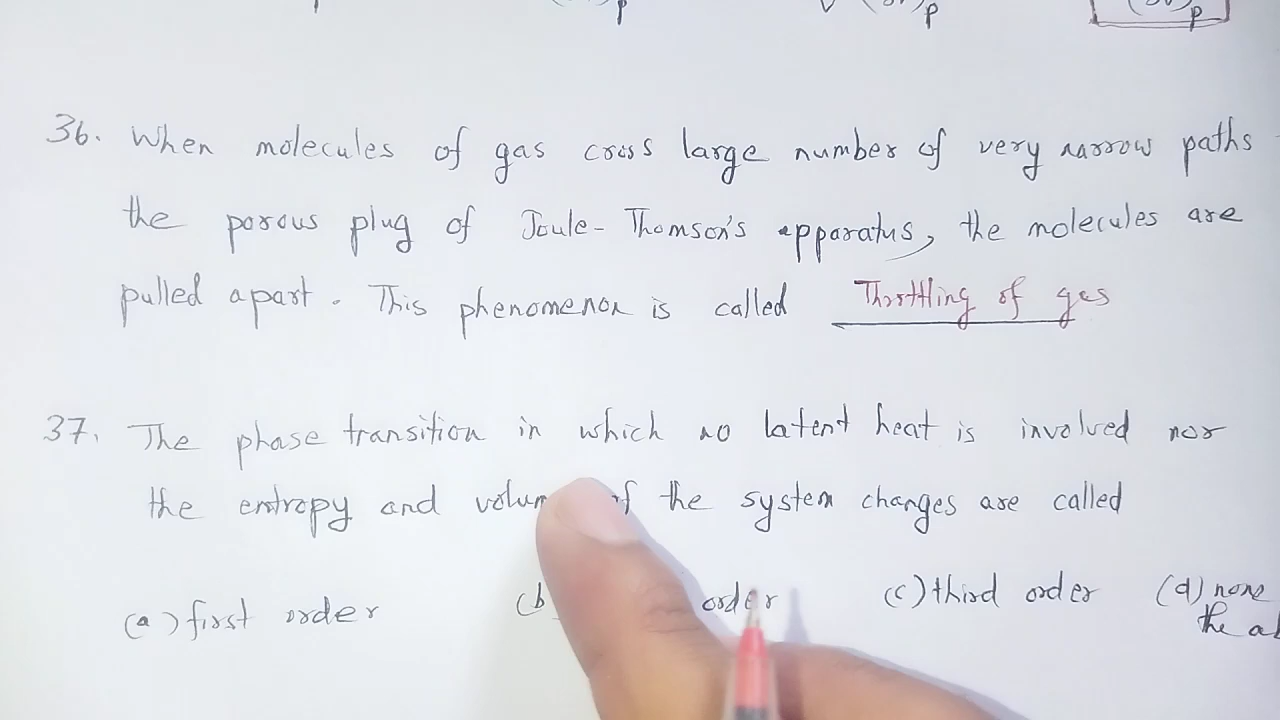 36. When molecules of gas cross large number of very narrow paths
the porous plug of Joule-Thomson's apparatus, the molecules are
pulled apart. This phenomenon is called Throttling of gas
37. The phase transition in which no latent heat is involved nor
the entropy and volum of the system changes are called
(a) first order (b order (c) third order (d) none
the